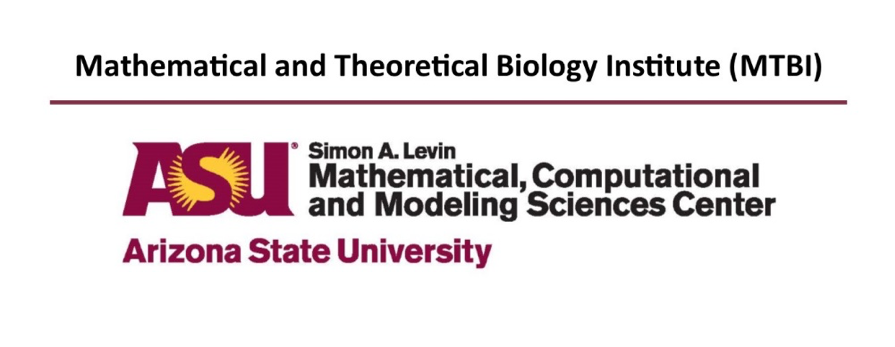 Mathematical and Theoretical Biology Institute (MTBI)
ASU®
Simon A. Levin
Mathematical, Computational
and Modeling Sciences Center
Arizona State University